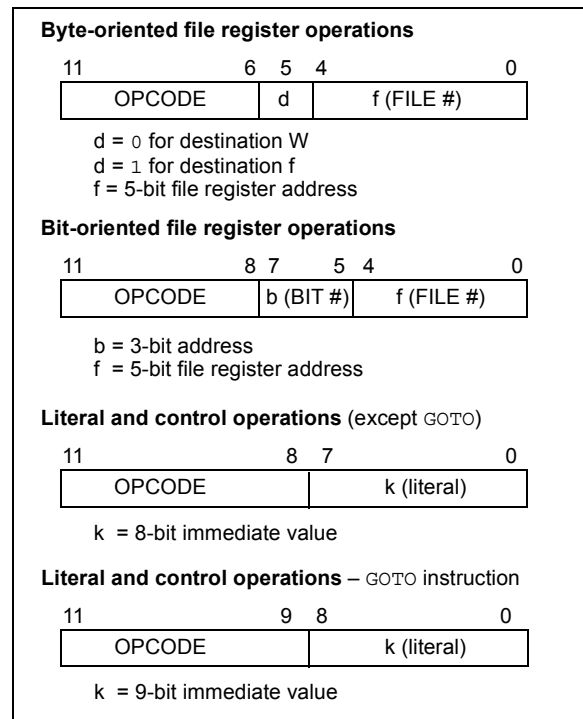 Byte-oriented file register operations
11 6 5 4 0
OPCODE d f (FILE #)
d = 0 for destination W
d = 1 for destination f
f = 5-bit file register address
Bit-oriented file register operations
11 8 7 5 4 0
OPCODE b (BIT #) f (FILE #)
b = 3-bit address
f = 5-bit file register address
Literal and control operations (except GOTO)
11 8 7 0
OPCODE k (literal)
k = 8-bit immediate value
Literal and control operations – GOTO instruction
11 9 8 0
OPCODE k (literal)
k = 9-bit immediate value